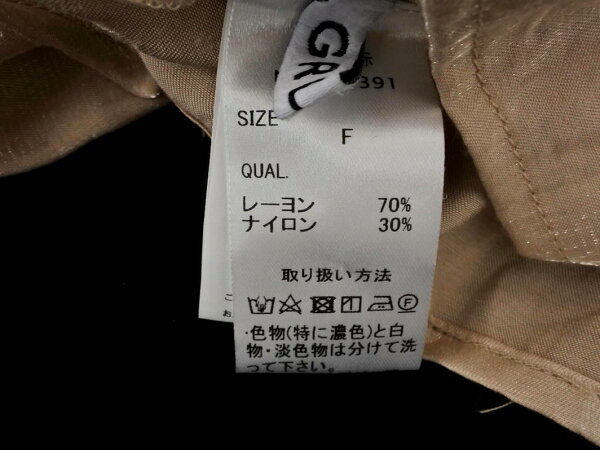 GRL
391
SIZE
F
QUAL.
レーヨン 70%
ナイロン 30%
取り扱い方法
・色物(特に濃色)と白
物・淡色物は分けて洗
って下さい。